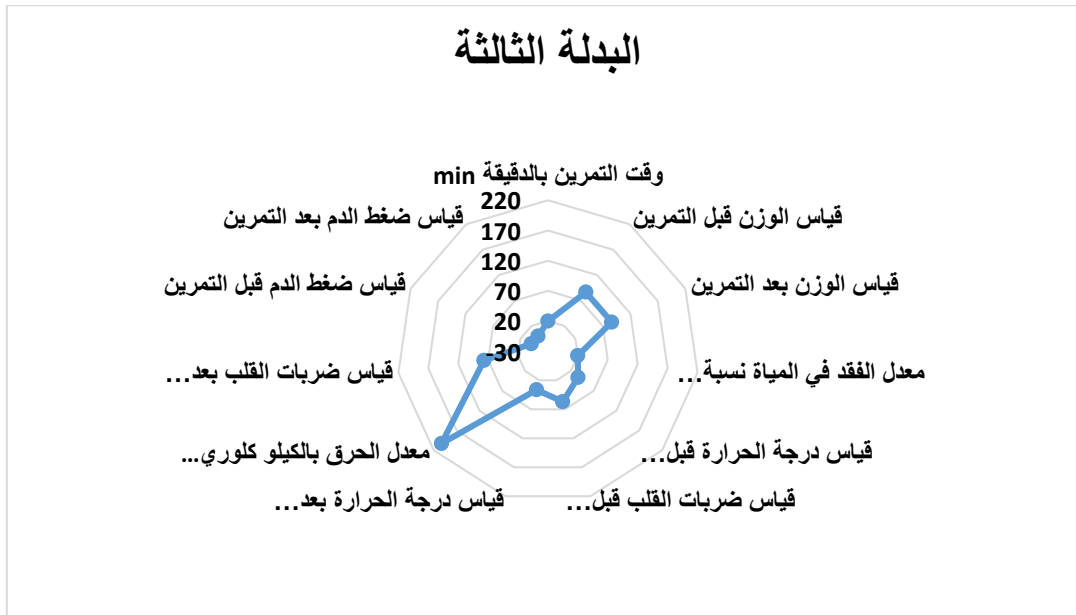 البدلة الثالثة
وقت التمرين بالدقيقة min
قياس الوزن قبل التمرين
قياس الوزن بعد التمرين
معدل الفقد في المياة نسبة...
قياس درجة الحرارة قبل...
قياس ضربات القلب قبل...
قياس درجة الحرارة بعد...
معدل الحرق بالكيلو كلوري...
قياس ضربات القلب بعد...
قياس ضغط الدم قبل التمرين
قياس ضغط الدم بعد التمرين
220
170
120
70
20
-30